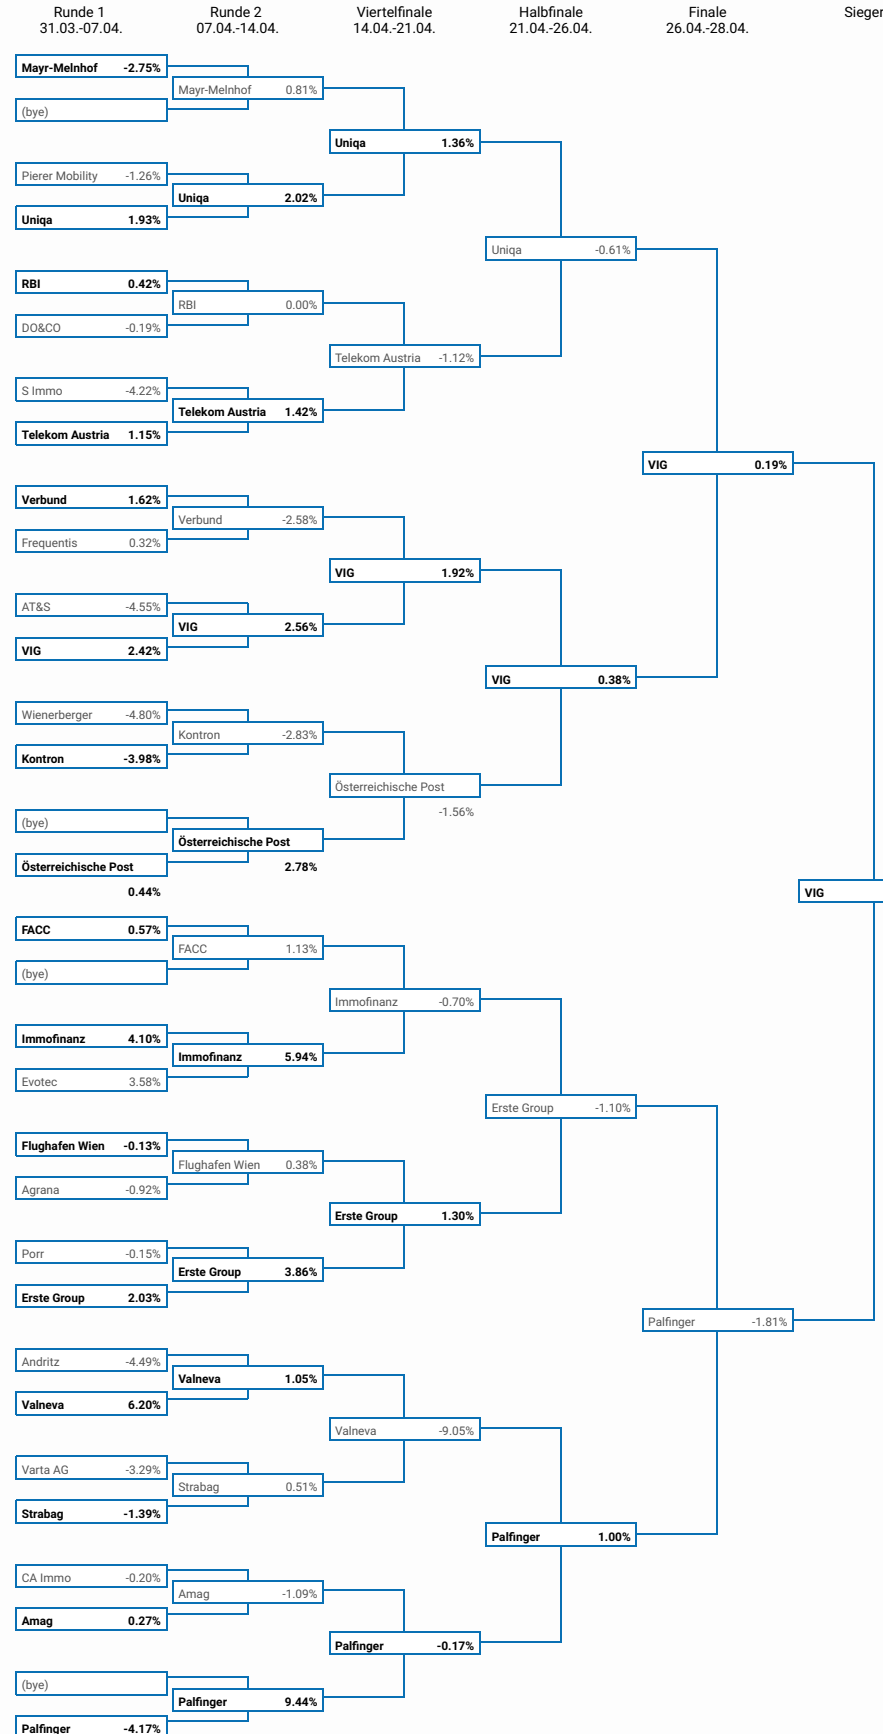 Runde 1
31.03.-07.04.
Runde 2
07.04.-14.04.
Viertelfinale
14.04.-21.04.
Halbfinale
21.04.-26.04.
Finale
26.04.-28.04.
Sieger
Mayr-Melnhof -2.75%
(bye)
Pierer Mobility -1.26%
Uniqa 1.93%
RBI 0.42%
DO&CO -0.19%
S Immo -4.22%
Telekom Austria 1.15%
Verbund 1.62%
Frequentis 0.32%
AT&S -4.55%
VIG 2.42%
Wienerberger -4.80%
Kontron -3.98%
(bye)
Österreichische Post
0.44%
FACC 0.57%
(bye)
Immofinanz 4.10%
Evotec 3.58%
Flughafen Wien -0.13%
Agrana -0.92%
Porr -0.15%
Erste Group 2.03%
Andritz -4.49%
Valneva 6.20%
Varta AG -3.29%
Strabag -1.39%
CA Immo -0.20%
Amag 0.27%
(bye)
Palfinger -4.17%
Mayr-Melnhof 0.81%
Uniqa 2.02%
RBI 0.00%
Telekom Austria 1.42%
Verbund -2.58%
VIG 2.56%
Kontron -2.83%
Österreichische Post
2.78%
FACC 1.13%
Immofinanz 5.94%
Flughafen Wien 0.38%
Erste Group 3.86%
Valneva 1.05%
Strabag 0.51%
Amag -1.09%
Palfinger 9.44%
Uniqa 1.36%
Telekom Austria -1.12%
VIG 1.92%
Österreichische Post
-1.56%
Immofinanz -0.70%
Erste Group 1.30%
Valneva -9.05%
Palfinger -0.17%
Uniqa -0.61%
VIG 0.38%
Erste Group -1.10%
Palfinger 1.00%
VIG 0.19%
Palfinger -1.81%
VIG